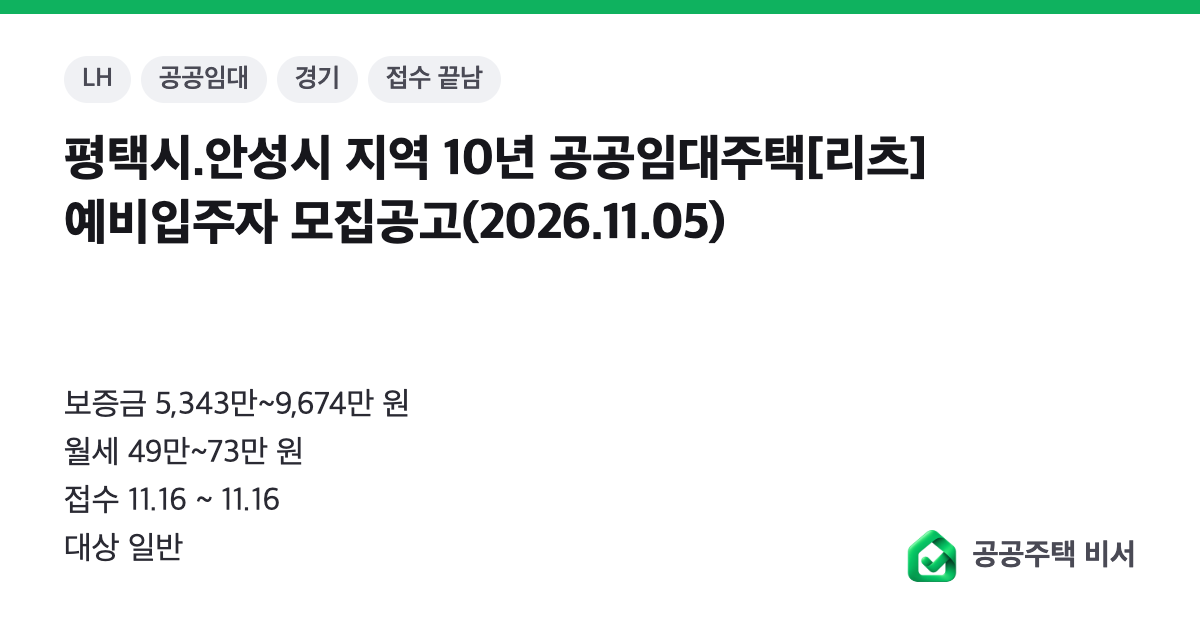 LH 공공임대 경기 접수 끝남
평택시.안성시 지역 10년 공공임대주택[리츠]
예비입주자 모집공고(2026.11.05)
보증금 5,343만~9,674만 원
월세 49만~73만 원
접수 11.16 ~ 11.16
대상 일반
공공주택 비서